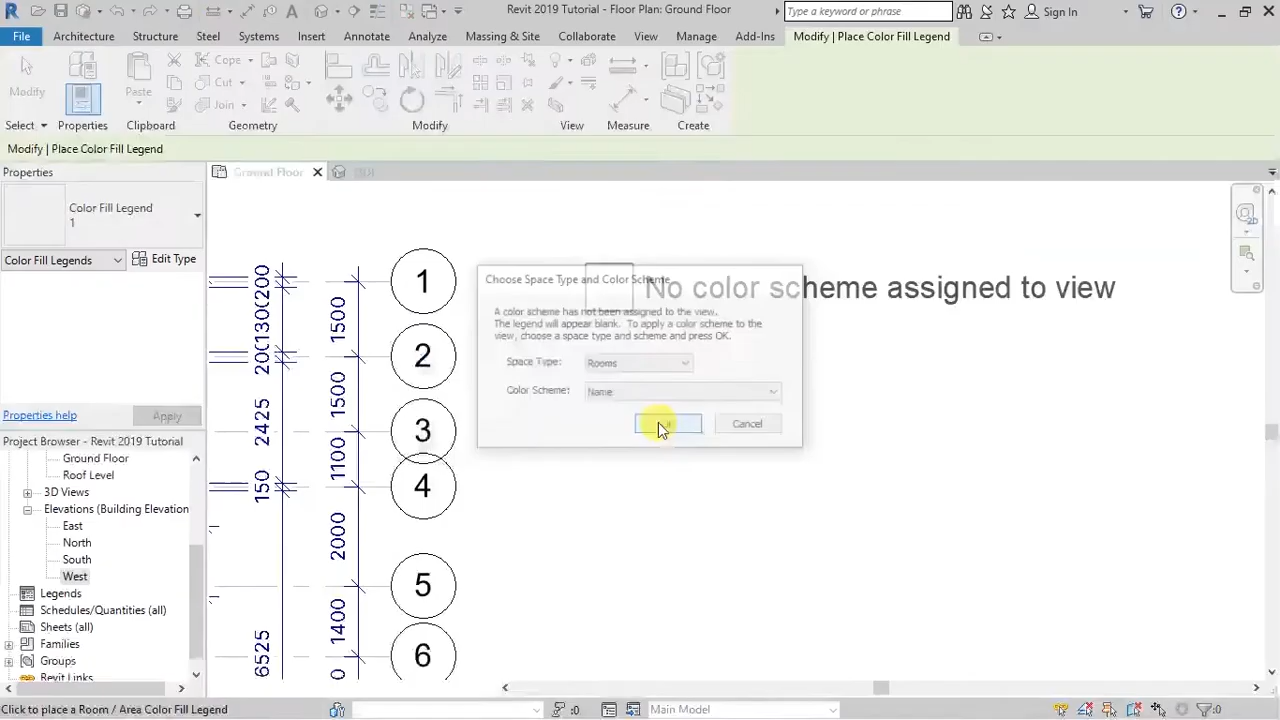 Revit 2019 Tutorial - Floor Plan: Ground Floor
Type a keyword or phrase
Sign In
File Architecture Structure Steel Systems Insert Annotate Analyze Massing & Site Collaborate View Manage Add-Ins Modify | Place Color Fill Legend
Modify
Paste
Cope
Cut
Join
Select Properties Clipboard Geometry Modify View Measure Create
Modify | Place Color Fill Legend
Properties
Ground Floor
Color Fill Legend
1
Color Fill Legends
Edit Type
Properties help
Apply
Project Browser - Revit 2019 Tutorial
Ground Floor
Roof Level
3D Views
Elevations (Building Elevation
East
North
South
West
Legends
Schedules/Quantities (all)
Sheets (all)
Families
Groups
Revit Links
200
1300
200
2425
150
6525
1500
1500
1100
2000
1400
0
1
2
3
4
5
6
No color scheme assigned to view
Choose Space Type and Color Scheme
A color scheme has not been assigned to the view.
The legend will appear blank. To apply a color scheme to the
view, choose a space type and scheme and press OK.
Space Type: Rooms
Color Scheme: Name
Cancel
Click to place a Room / Area Color Fill Legend
:0
Main Model
:0